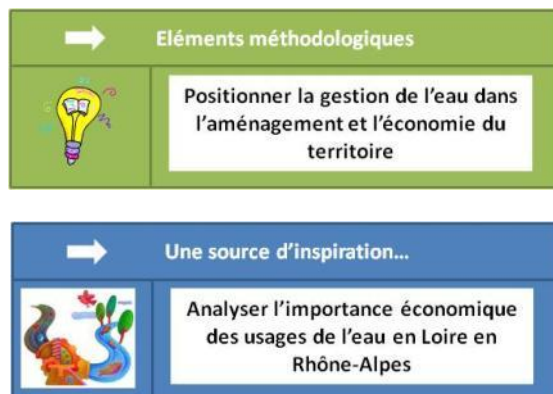 Eléments méthodologiques
Positionner la gestion de l'eau dans
l'aménagement et l'économie du
territoire
Une source d'inspiration...
Analyser l'importance économique
des usages de l'eau en Loire en
Rhône-Alpes